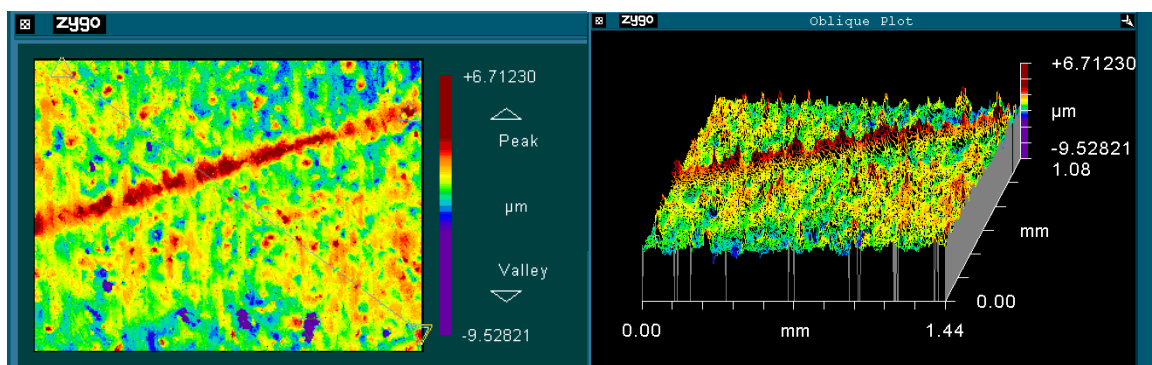 zygo
+6.71230
Peak
µm
Valley
-9.52821
zygo
Oblique Plot
+6.71230
µm
-9.52821
1.08
mm
0.00
0.00
mm
1.44